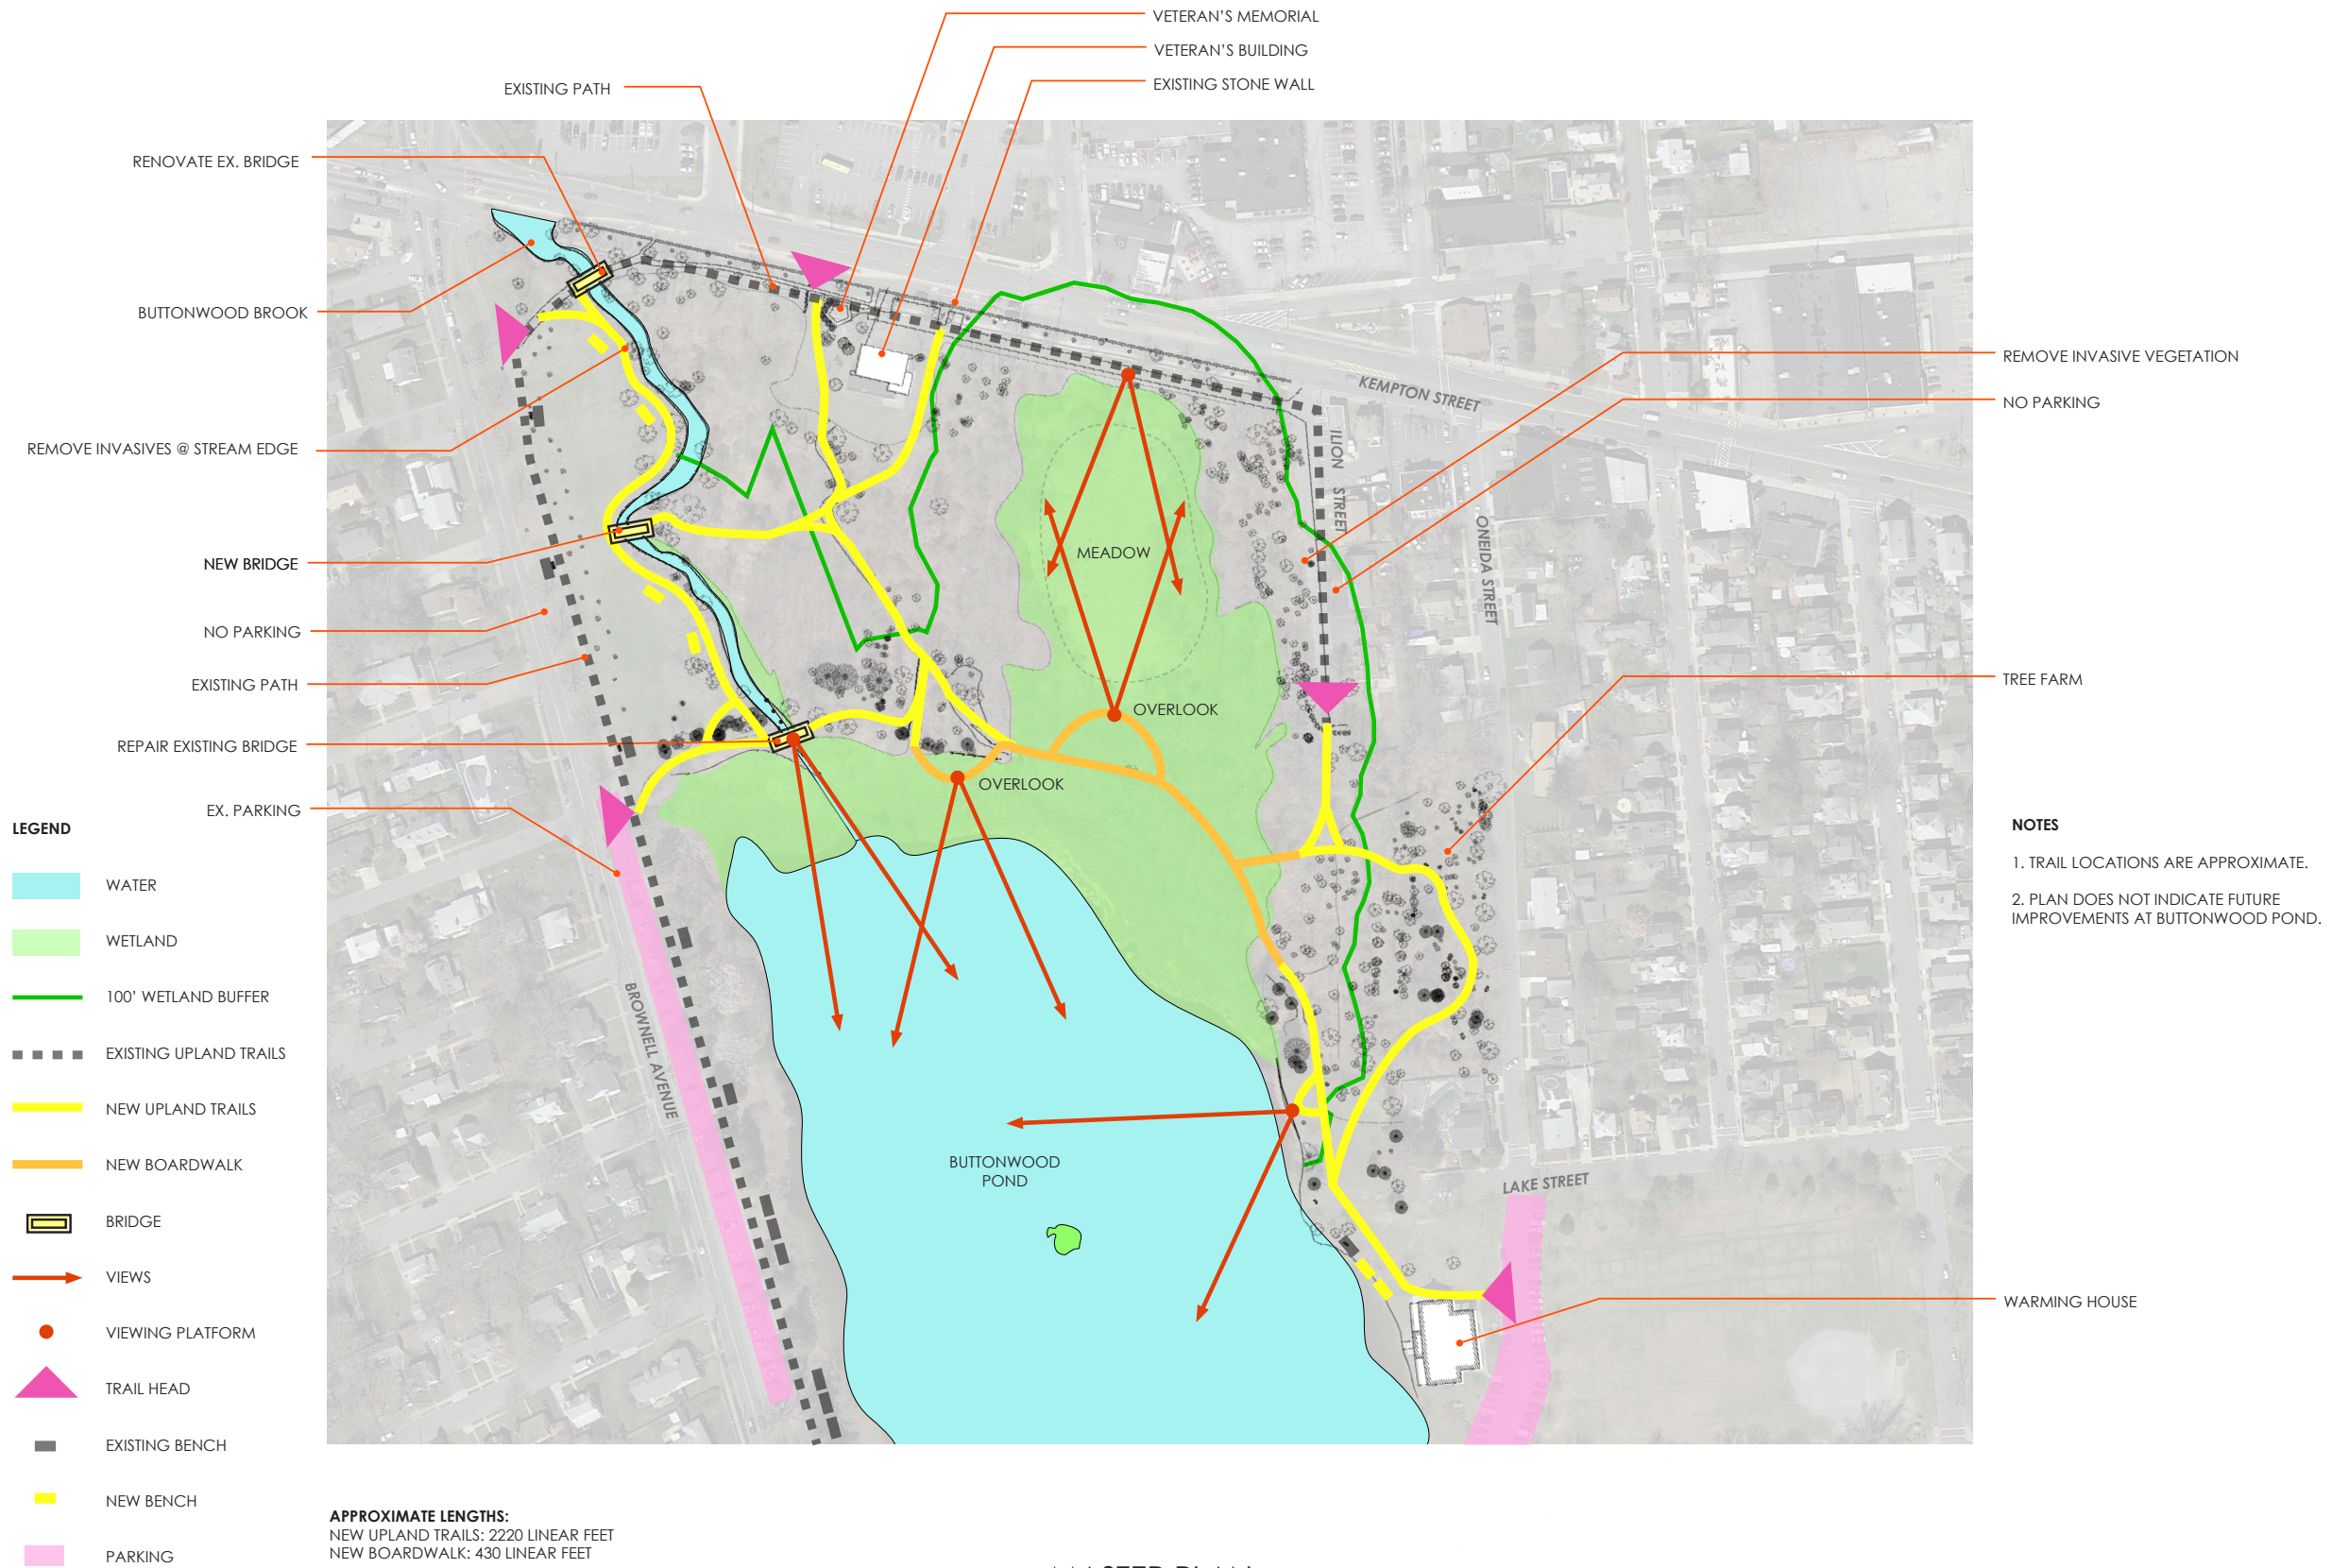 VETERAN'S MEMORIAL
VETERAN'S BUILDING
EXISTING STONE WALL
EXISTING PATH
RENOVATE EX. BRIDGE
BUTTONWOOD BROOK
REMOVE INVASIVES @ STREAM EDGE
NEW BRIDGE
NO PARKING
EXISTING PATH
REPAIR EXISTING BRIDGE
EX. PARKING
KEMPTON STREET
ILION STREET
ONEIDA STREET
MEADOW
OVERLOOK
OVERLOOK
BROWNELL AVENUE
BUTTONWOOD
POND
LAKE STREET
REMOVE INVASIVE VEGETATION
NO PARKING
TREE FARM
WARMING HOUSE
NOTES
1. TRAIL LOCATIONS ARE APPROXIMATE.
2. PLAN DOES NOT INDICATE FUTURE
IMPROVEMENTS AT BUTTONWOOD POND.
LEGEND
WATER
WETLAND
100' WETLAND BUFFER
EXISTING UPLAND TRAILS
NEW UPLAND TRAILS
NEW BOARDWALK
BRIDGE
VIEWS
VIEWING PLATFORM
TRAIL HEAD
EXISTING BENCH
NEW BENCH
PARKING
APPROXIMATE LENGTHS:
NEW UPLAND TRAILS: 2220 LINEAR FEET
NEW BOARDWALK: 430 LINEAR FEET